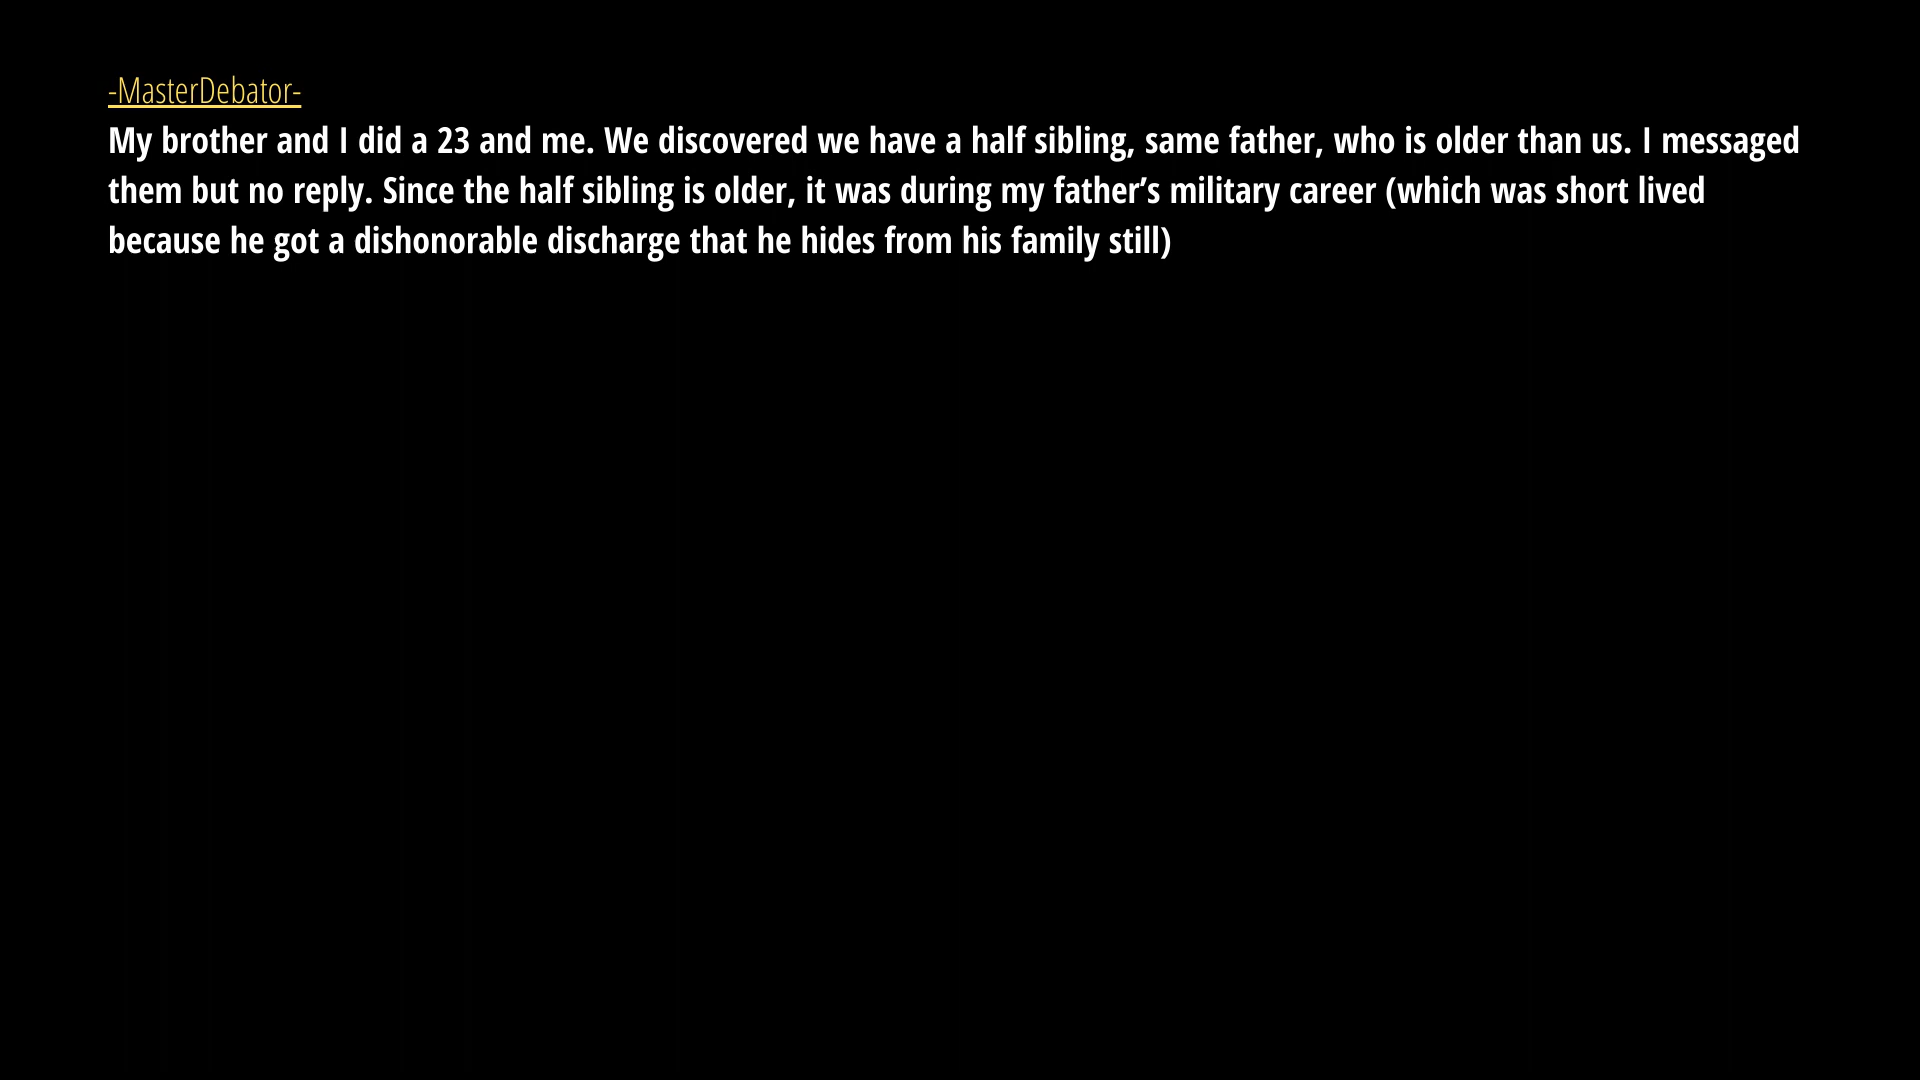 -MasterDebator-
My brother and I did a 23 and me. We discovered we have a half sibling, same father, who is older than us. I messaged
them but no reply. Since the half sibling is older, it was during my father’s military career (which was short lived
because he got a dishonorable discharge that he hides from his family still)